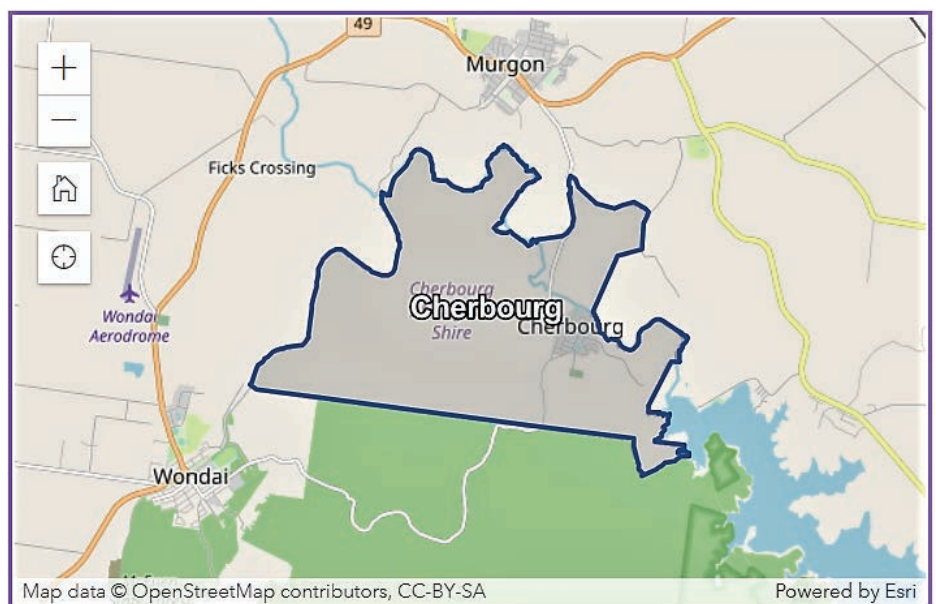 49
Murgon
Ficks Crossing
Wondai
Aerodrome
Cherbourg
Shire
Cherbourg
Cherbourg
Wondai
Map data © OpenStreetMap contributors, CC-BY-SA
Powered by Esri